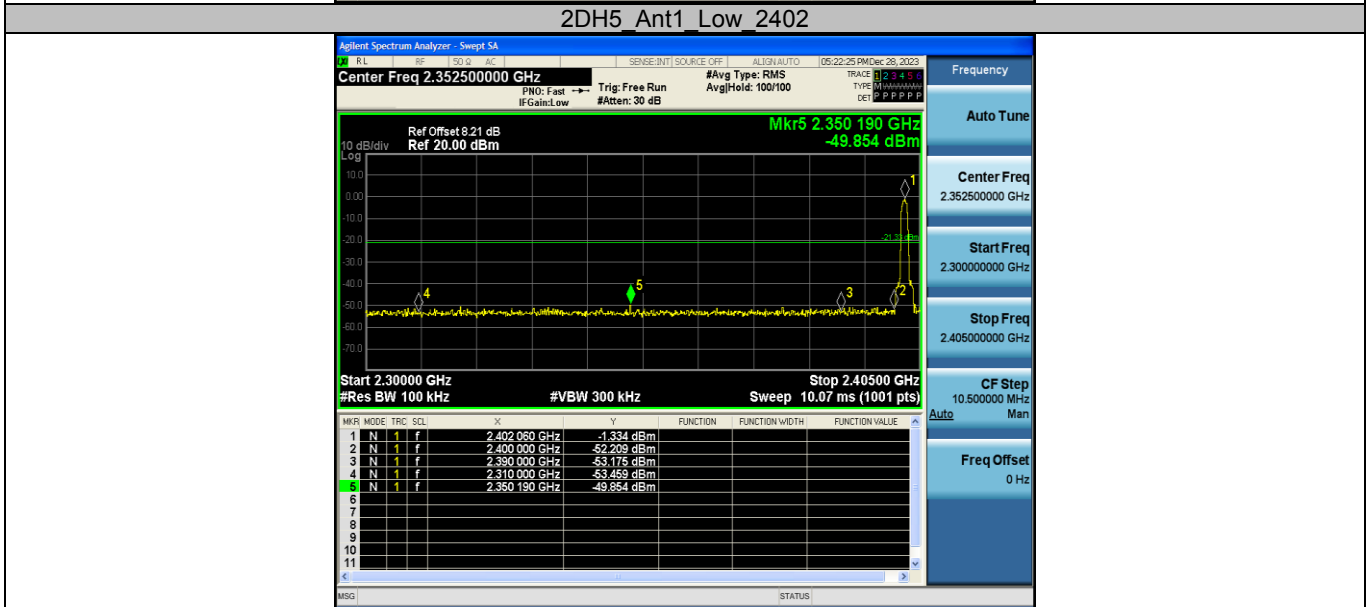 2DH5_Ant1_Low_2402
Agilent Spectrum Analyzer - Swept SA
RL RF 50 Ω AC SENSE:INT SOURCE OFF ALIGN AUTO 05:22:25 PM Dec 28, 2023
Center Freq 2.352500000 GHz
PNO: Fast
IFGain:Low
Trig: Free Run
#Atten: 30 dB
#Avg Type: RMS
Avg|Hold: 100/100
TRACE 1 2 3 4 5 6
TYPE M
DET P P P P P P
Mkr5 2.350 190 GHz
-49.854 dBm
Ref Offset 8.21 dB
10 dB/div Ref 20.00 dBm
Log
10.0
0.00
-10.0
-20.0
-30.0
-40.0
-50.0
-60.0
-70.0
1
2
3
4
5
Start 2.30000 GHz Stop 2.40500 GHz
#Res BW 100 kHz #VBW 300 kHz Sweep 10.07 ms (1001 pts)
MKR MODE TRC SCL X Y FUNCTION FUNCTION WIDTH FUNCTION VALUE
1 N 1 f 2.402 060 GHz -1.334 dBm
2 N 1 f 2.400 000 GHz -52.209 dBm
3 N 1 f 2.390 000 GHz -53.175 dBm
4 N 1 f 2.310 000 GHz -53.459 dBm
5 N 1 f 2.350 190 GHz -49.854 dBm
6
7
8
9
10
11
MSG STATUS
Frequency
Auto Tune
Center Freq
2.352500000 GHz
Start Freq
2.300000000 GHz
Stop Freq
2.405000000 GHz
CF Step
10.500000 MHz
Auto Man
Freq Offset
0 Hz